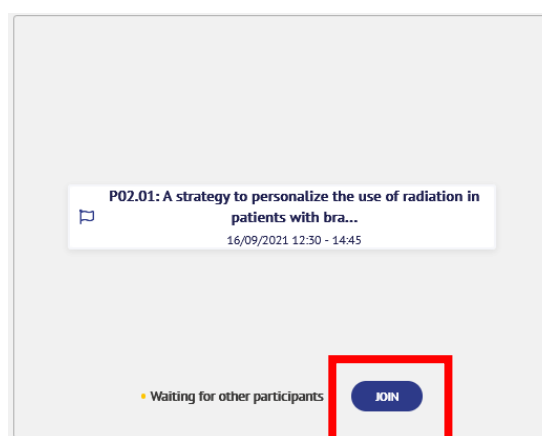 P02.01: A strategy to personalize the use of radiation in
patients with bra...
16/09/2021 12:30 - 14:45
Waiting for other participants JOIN